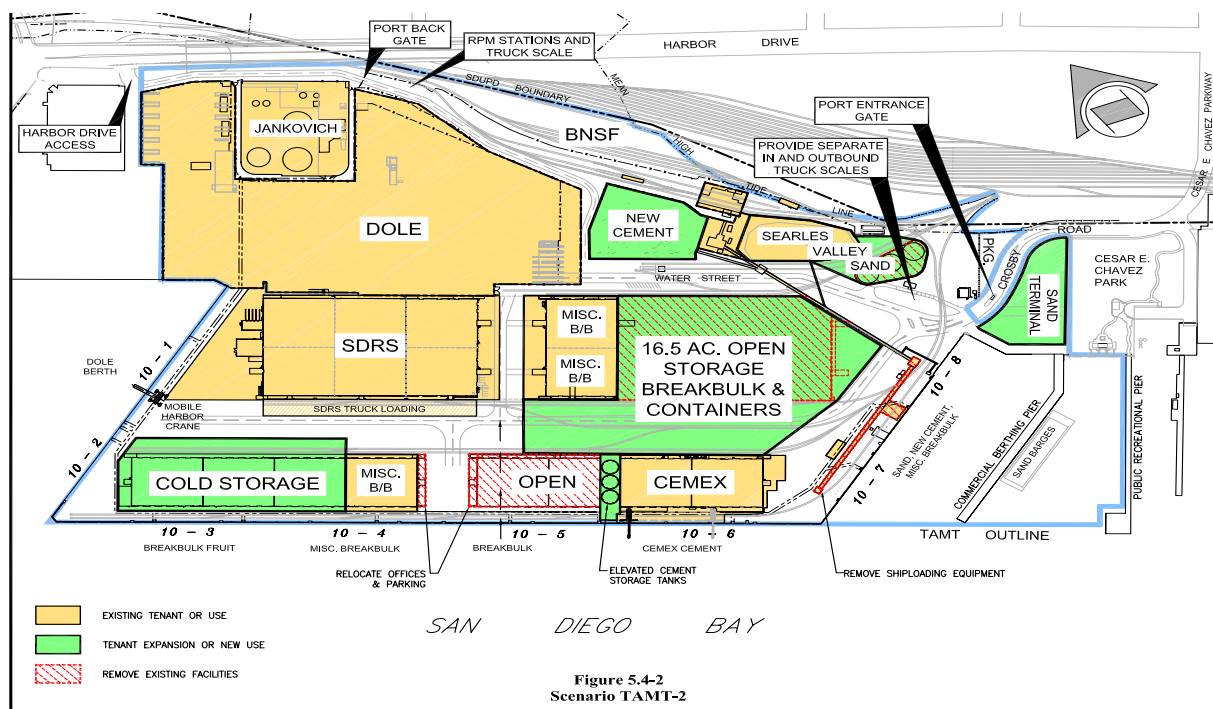 HARBOR DRIVE
CESAR E CHAVEZ PARKWAY
PORT BACK
GATE
RPM STATIONS AND
TRUCK SCALE
SDUPD
BOUNDARY
MEAN
HIGH
TIDE
LINE
HARBOR DRIVE
ACCESS
JANKOVICH
BNSF
PORT ENTRANCE
GATE
PROVIDE SEPARATE
IN AND OUTBOUND
TRUCK SCALES
DOLE
NEW
CEMENT
SEARLES
VALLEY
SAND
PKG
CROSBY
ROAD
CESAR E.
CHAVEZ
PARK
SAND
TERMINAL
WATER STREET
SDRS
MISC.
B/B
MISC.
B/B
16.5 AC. OPEN
STORAGE
BREAKBULK &
CONTAINERS
DOLE
BERTH
10 - 1
MOBILE
HARBOR
CRANE
SDRS TRUCK LOADING
10 - 2
10 - 8
10 - 7
SAND, NEW CEMENT,
MISC. BREAKBULK
COMMERCIAL BERTHING PIER
SAND BARGES
PUBLIC RECREATIONAL PIER
COLD STORAGE
MISC.
B/B
OPEN
CEMEX
10 - 3
10 - 4
10 - 5
10 - 6
BREAKBULK FRUIT
MISC. BREAKBULK
BREAKBULK
CEMEX CEMENT
TAMT OUTLINE
RELOCATE OFFICES
& PARKING
ELEVATED CEMENT
STORAGE TANKS
REMOVE SHIPLOADING EQUIPMENT
EXISTING TENANT OR USE
TENANT EXPANSION OR NEW USE
REMOVE EXISTING FACILITIES
SAN DIEGO BAY
Figure 5.4-2
Scenario TAMT-2